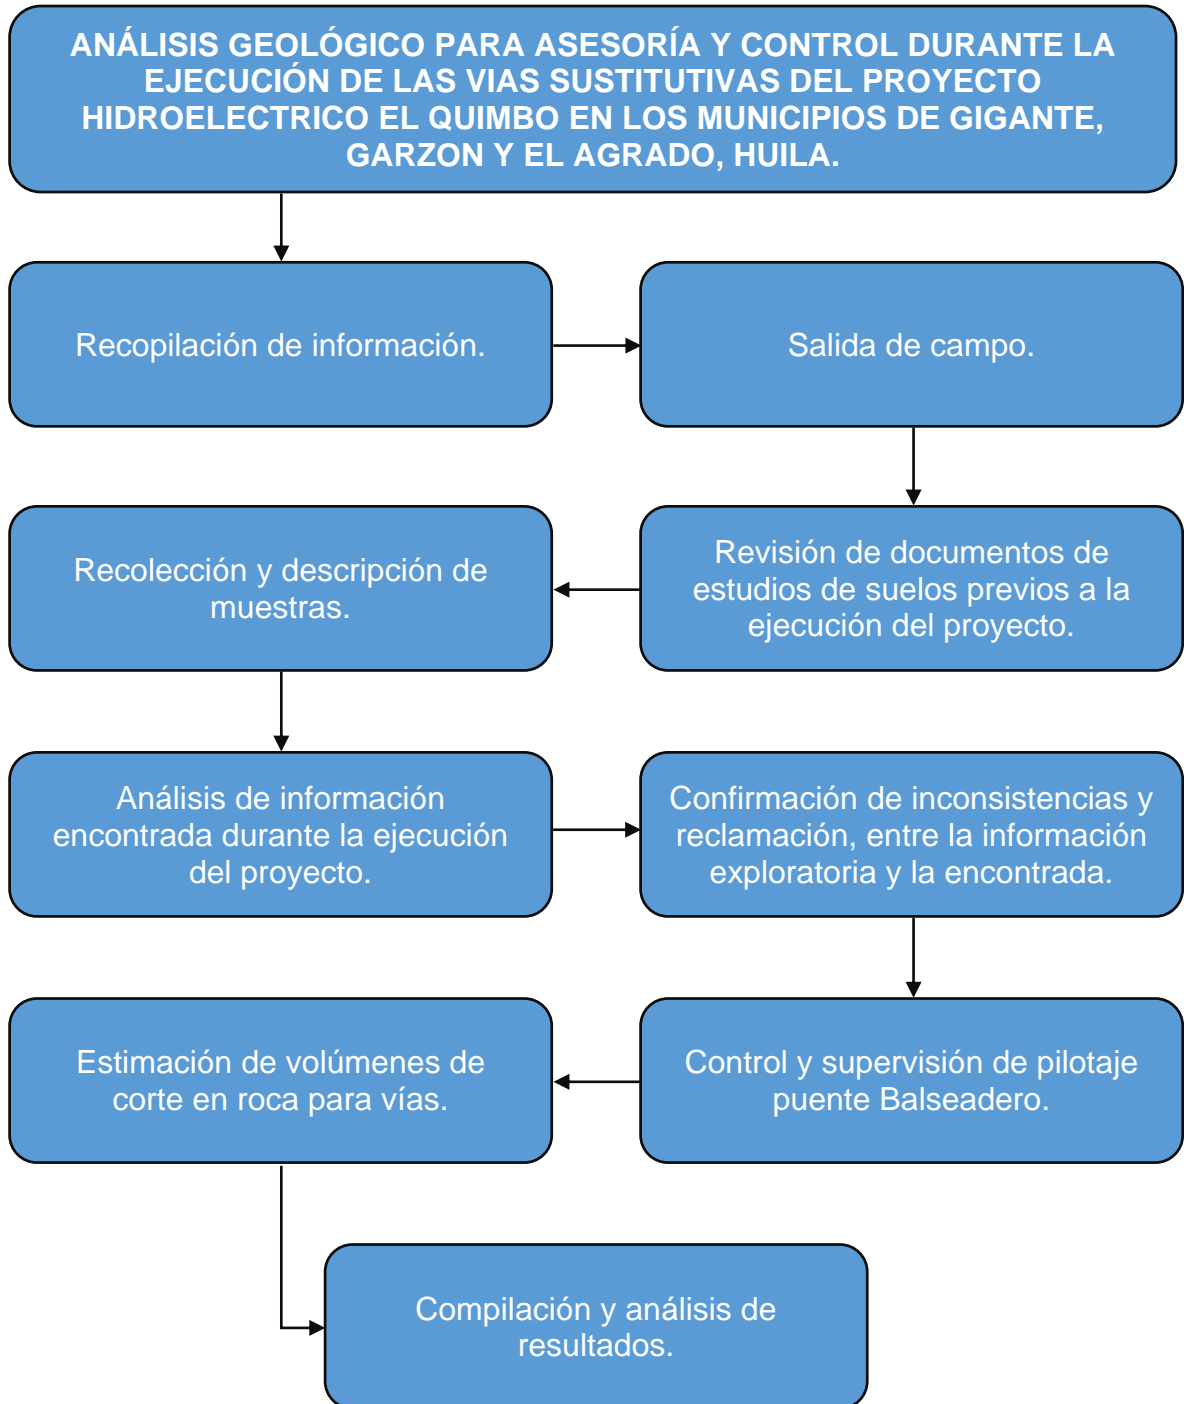 ANÁLISIS GEOLÓGICO PARA ASESORÍA Y CONTROL DURANTE LA
EJECUCIÓN DE LAS VIAS SUSTITUTIVAS DEL PROYECTO
HIDROELECTRICO EL QUIMBO EN LOS MUNICIPIOS DE GIGANTE,
GARZON Y EL AGRADO, HUILA.
Recopilación de información.
Salida de campo.
Revisión de documentos de
estudios de suelos previos a la
ejecución del proyecto.
Recolección y descripción de
muestras.
Análisis de información
encontrada durante la ejecución
del proyecto.
Confirmación de inconsistencias y
reclamación, entre la información
exploratoria y la encontrada.
Control y supervisión de pilotaje
puente Balseadero.
Estimación de volúmenes de
corte en roca para vías.
Compilación y análisis de
resultados.